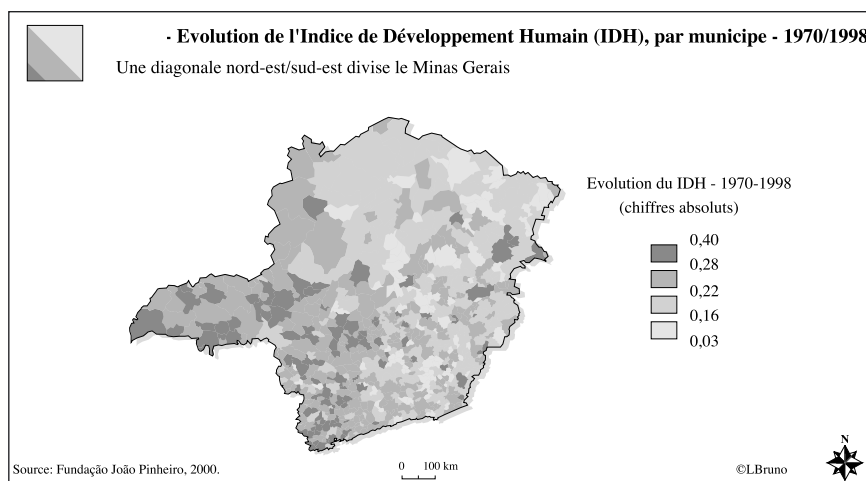 - Evolution de l'Indice de Développement Humain (IDH), par municipe - 1970/1998
Une diagonale nord-est/sud-est divise le Minas Gerais
Evolution du IDH - 1970-1998
(chiffres absoluts)
0,40
0,28
0,22
0,16
0,03
N
Source: Fundação João Pinheiro, 2000.
0 100 km
©LBruno